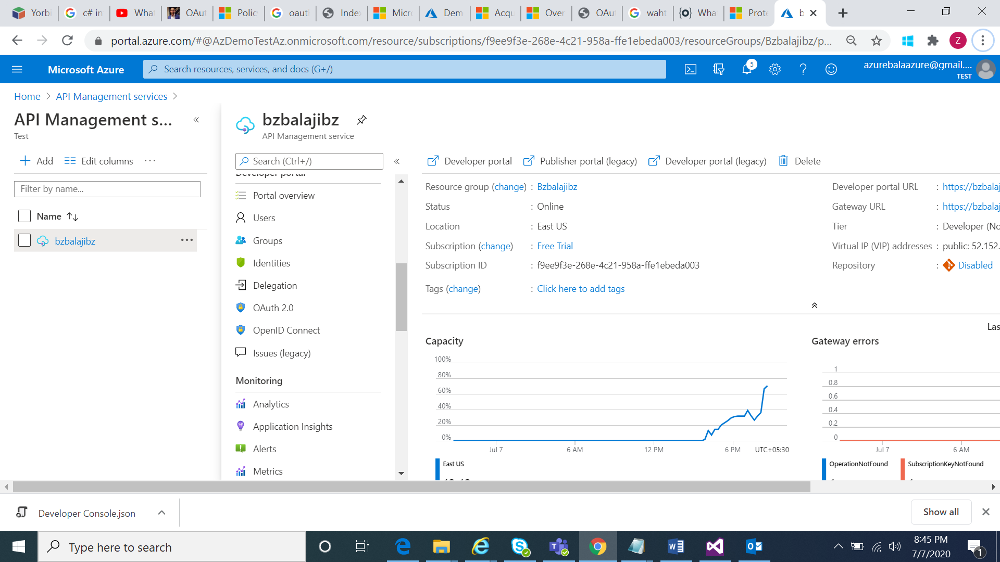 Yorbi
c# in
What
OAut
Policy
oauth
Index
Micro
Dem
Acqu
Over
OAut
waht
Wha
Prote
b
portal.azure.com/#@AzDemoTestAz.onmicrosoft.com/resource/subscriptions/f9ee9f3e-268e-4c21-958a-ffe1ebeda003/resourceGroups/Bzbalajibz/p...
Z
Microsoft Azure
Search resources, services, and docs (G+/)
5
azurebalaazure@gmail....
TEST
Home > API Management services >
API Management s...
Test
Add
Edit columns
Filter by name...
Name
bzbalajibz
bzbalajibz
API Management service
Search (Ctrl+/)
Developer portal
Portal overview
Users
Groups
Identities
Delegation
OAuth 2.0
OpenID Connect
Issues (legacy)
Monitoring
Analytics
Application Insights
Alerts
Metrics
Developer portal
Publisher portal (legacy)
Developer portal (legacy)
Delete
Resource group (change) : Bzbalajibz
Status : Online
Location : East US
Subscription (change) : Free Trial
Subscription ID : f9ee9f3e-268e-4c21-958a-ffe1ebeda003
Tags (change) : Click here to add tags
Developer portal URL : https://bzbalaj
Gateway URL : https://bzbalaj
Tier : Developer (No
Virtual IP (VIP) addresses : public: 52.152.
Repository : Disabled
Las
Capacity
100%
80%
60%
40%
20%
0%
Jul 7
6 AM
12 PM
6 PM
UTC+05:30
East US
Gateway errors
1
0.8
0.6
0.4
0.2
0
Jul 7
6 AM
OperationNotFound
SubscriptionKeyNotFound
Developer Console.json
Show all
Type here to search
8:45 PM
7/7/2020
1